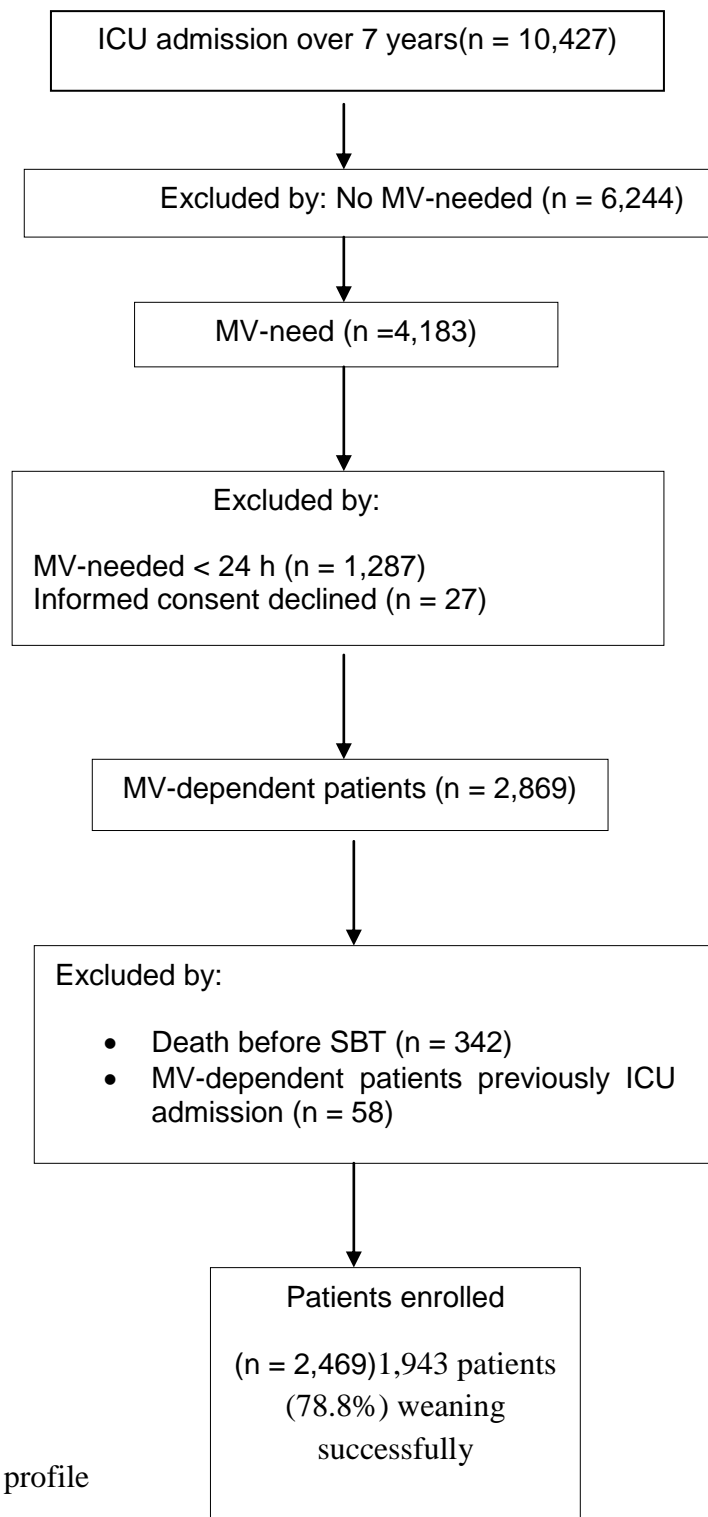 ICU admission over 7 years(n = 10,427)
Excluded by: No MV-needed (n = 6,244)
MV-need (n =4,183)
Excluded by:
MV-needed < 24 h (n = 1,287)
Informed consent declined (n = 27)
MV-dependent patients (n = 2,869)
Excluded by:
• Death before SBT (n = 342)
• MV-dependent patients previously ICU
admission (n = 58)
Patients enrolled
(n = 2,469)1,943 patients
(78.8%) weaning
successfully
profile